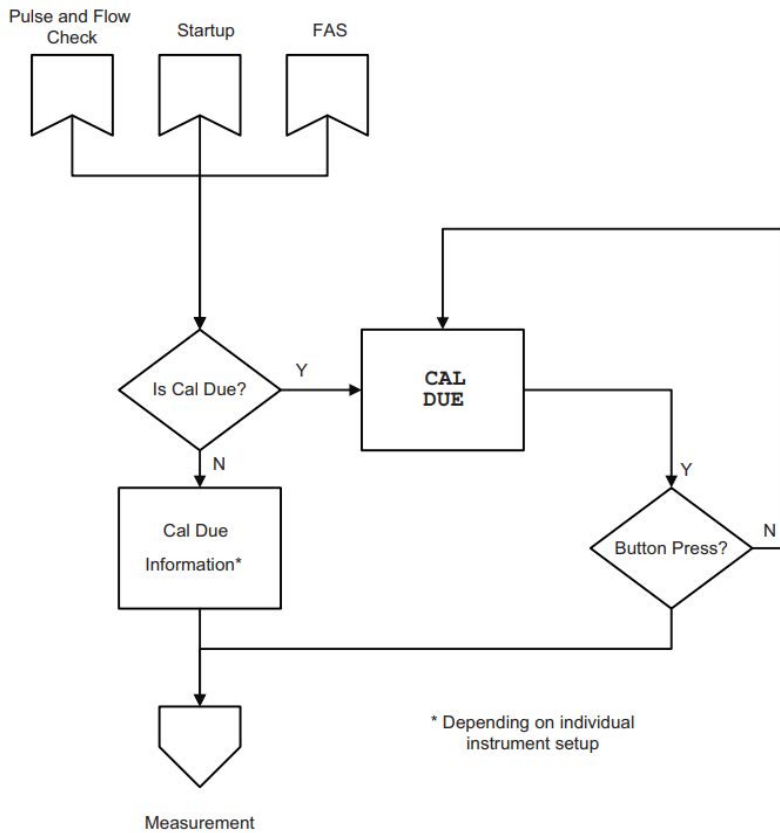 Pulse and Flow
Check
Startup
FAS
Is Cal Due?
Y
CAL
DUE
N
Y
Cal Due
Information*
Button Press?
N
* Depending on individual
instrument setup
Measurement